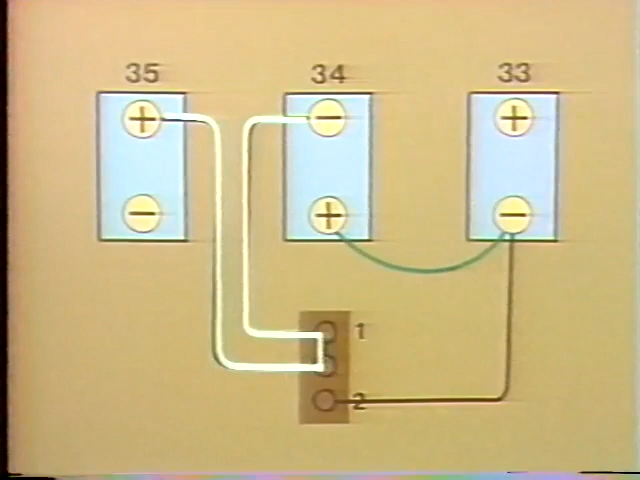 35 34 33
+ − +
− + −
1
2